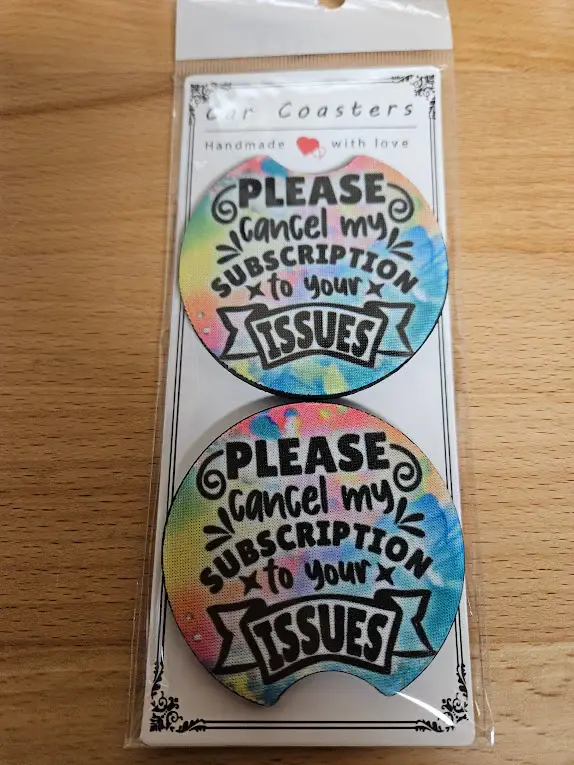 Car Coasters
Handmade with love
PLEASE
cancel my
SUBSCRIPTION
to your
ISSUES
PLEASE
cancel my
SUBSCRIPTION
to your
ISSUES